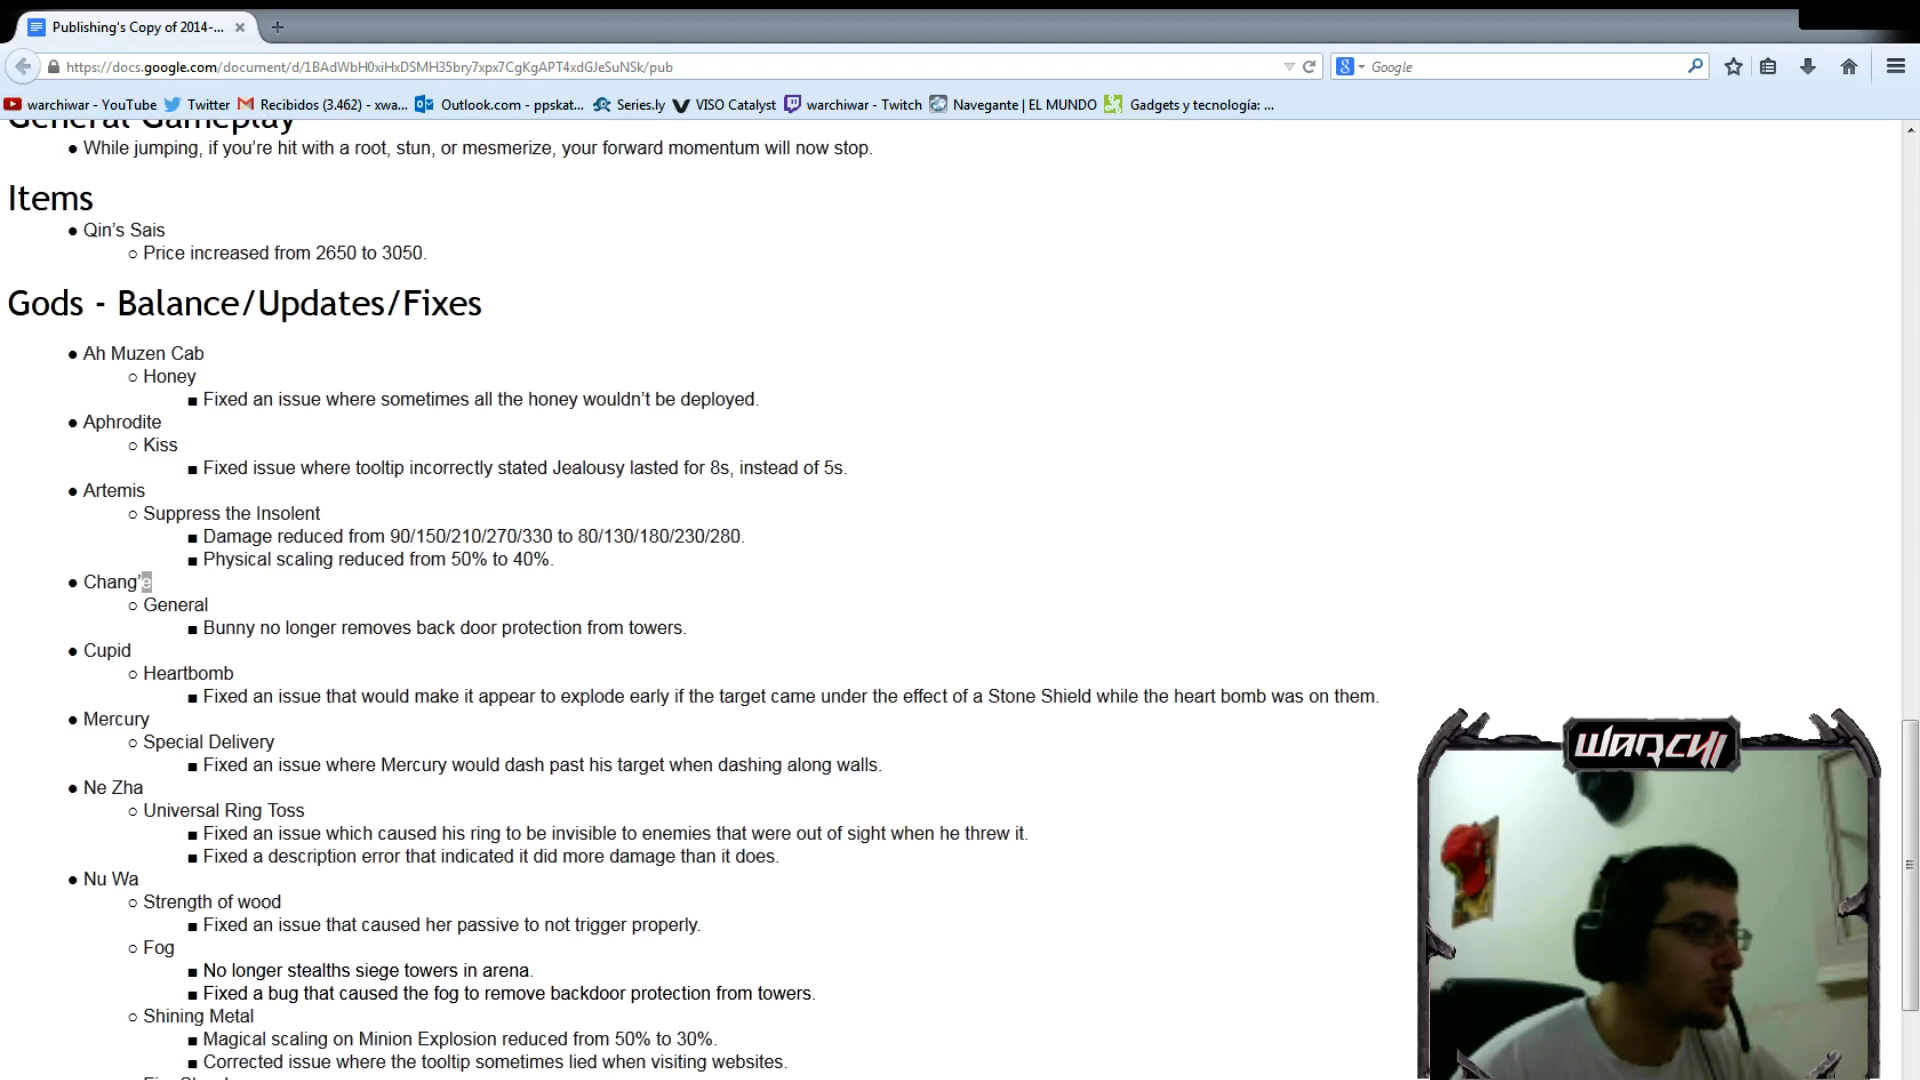 Publishing's Copy of 2014-...
https://docs.google.com/document/d/1BAdWbH0xiHxDSMH35bry7xpx7CgKgAPT4xdGJeSuNSk/pub
Google
warchiwar - YouTube Twitter Recibidos (3.462) - xwa... Outlook.com - ppskat... Series.ly VISO Catalyst warchiwar - Twitch Navegante | EL MUNDO Gadgets y tecnología: ...
General Gameplay
● While jumping, if you’re hit with a root, stun, or mesmerize, your forward momentum will now stop.
Items
● Qin’s Sais
○ Price increased from 2650 to 3050.
Gods - Balance/Updates/Fixes
● Ah Muzen Cab
○ Honey
■ Fixed an issue where sometimes all the honey wouldn’t be deployed.
● Aphrodite
○ Kiss
■ Fixed issue where tooltip incorrectly stated Jealousy lasted for 8s, instead of 5s.
● Artemis
○ Suppress the Insolent
■ Damage reduced from 90/150/210/270/330 to 80/130/180/230/280.
■ Physical scaling reduced from 50% to 40%.
● Chang’e
○ General
■ Bunny no longer removes back door protection from towers.
● Cupid
○ Heartbomb
■ Fixed an issue that would make it appear to explode early if the target came under the effect of a Stone Shield while the heart bomb was on them.
● Mercury
○ Special Delivery
■ Fixed an issue where Mercury would dash past his target when dashing along walls.
● Ne Zha
○ Universal Ring Toss
■ Fixed an issue which caused his ring to be invisible to enemies that were out of sight when he threw it.
■ Fixed a description error that indicated it did more damage than it does.
● Nu Wa
○ Strength of wood
■ Fixed an issue that caused her passive to not trigger properly.
○ Fog
■ No longer stealths siege towers in arena.
■ Fixed a bug that caused the fog to remove backdoor protection from towers.
○ Shining Metal
■ Magical scaling on Minion Explosion reduced from 50% to 30%.
■ Corrected issue where the tooltip sometimes lied when visiting websites.
WARCHI